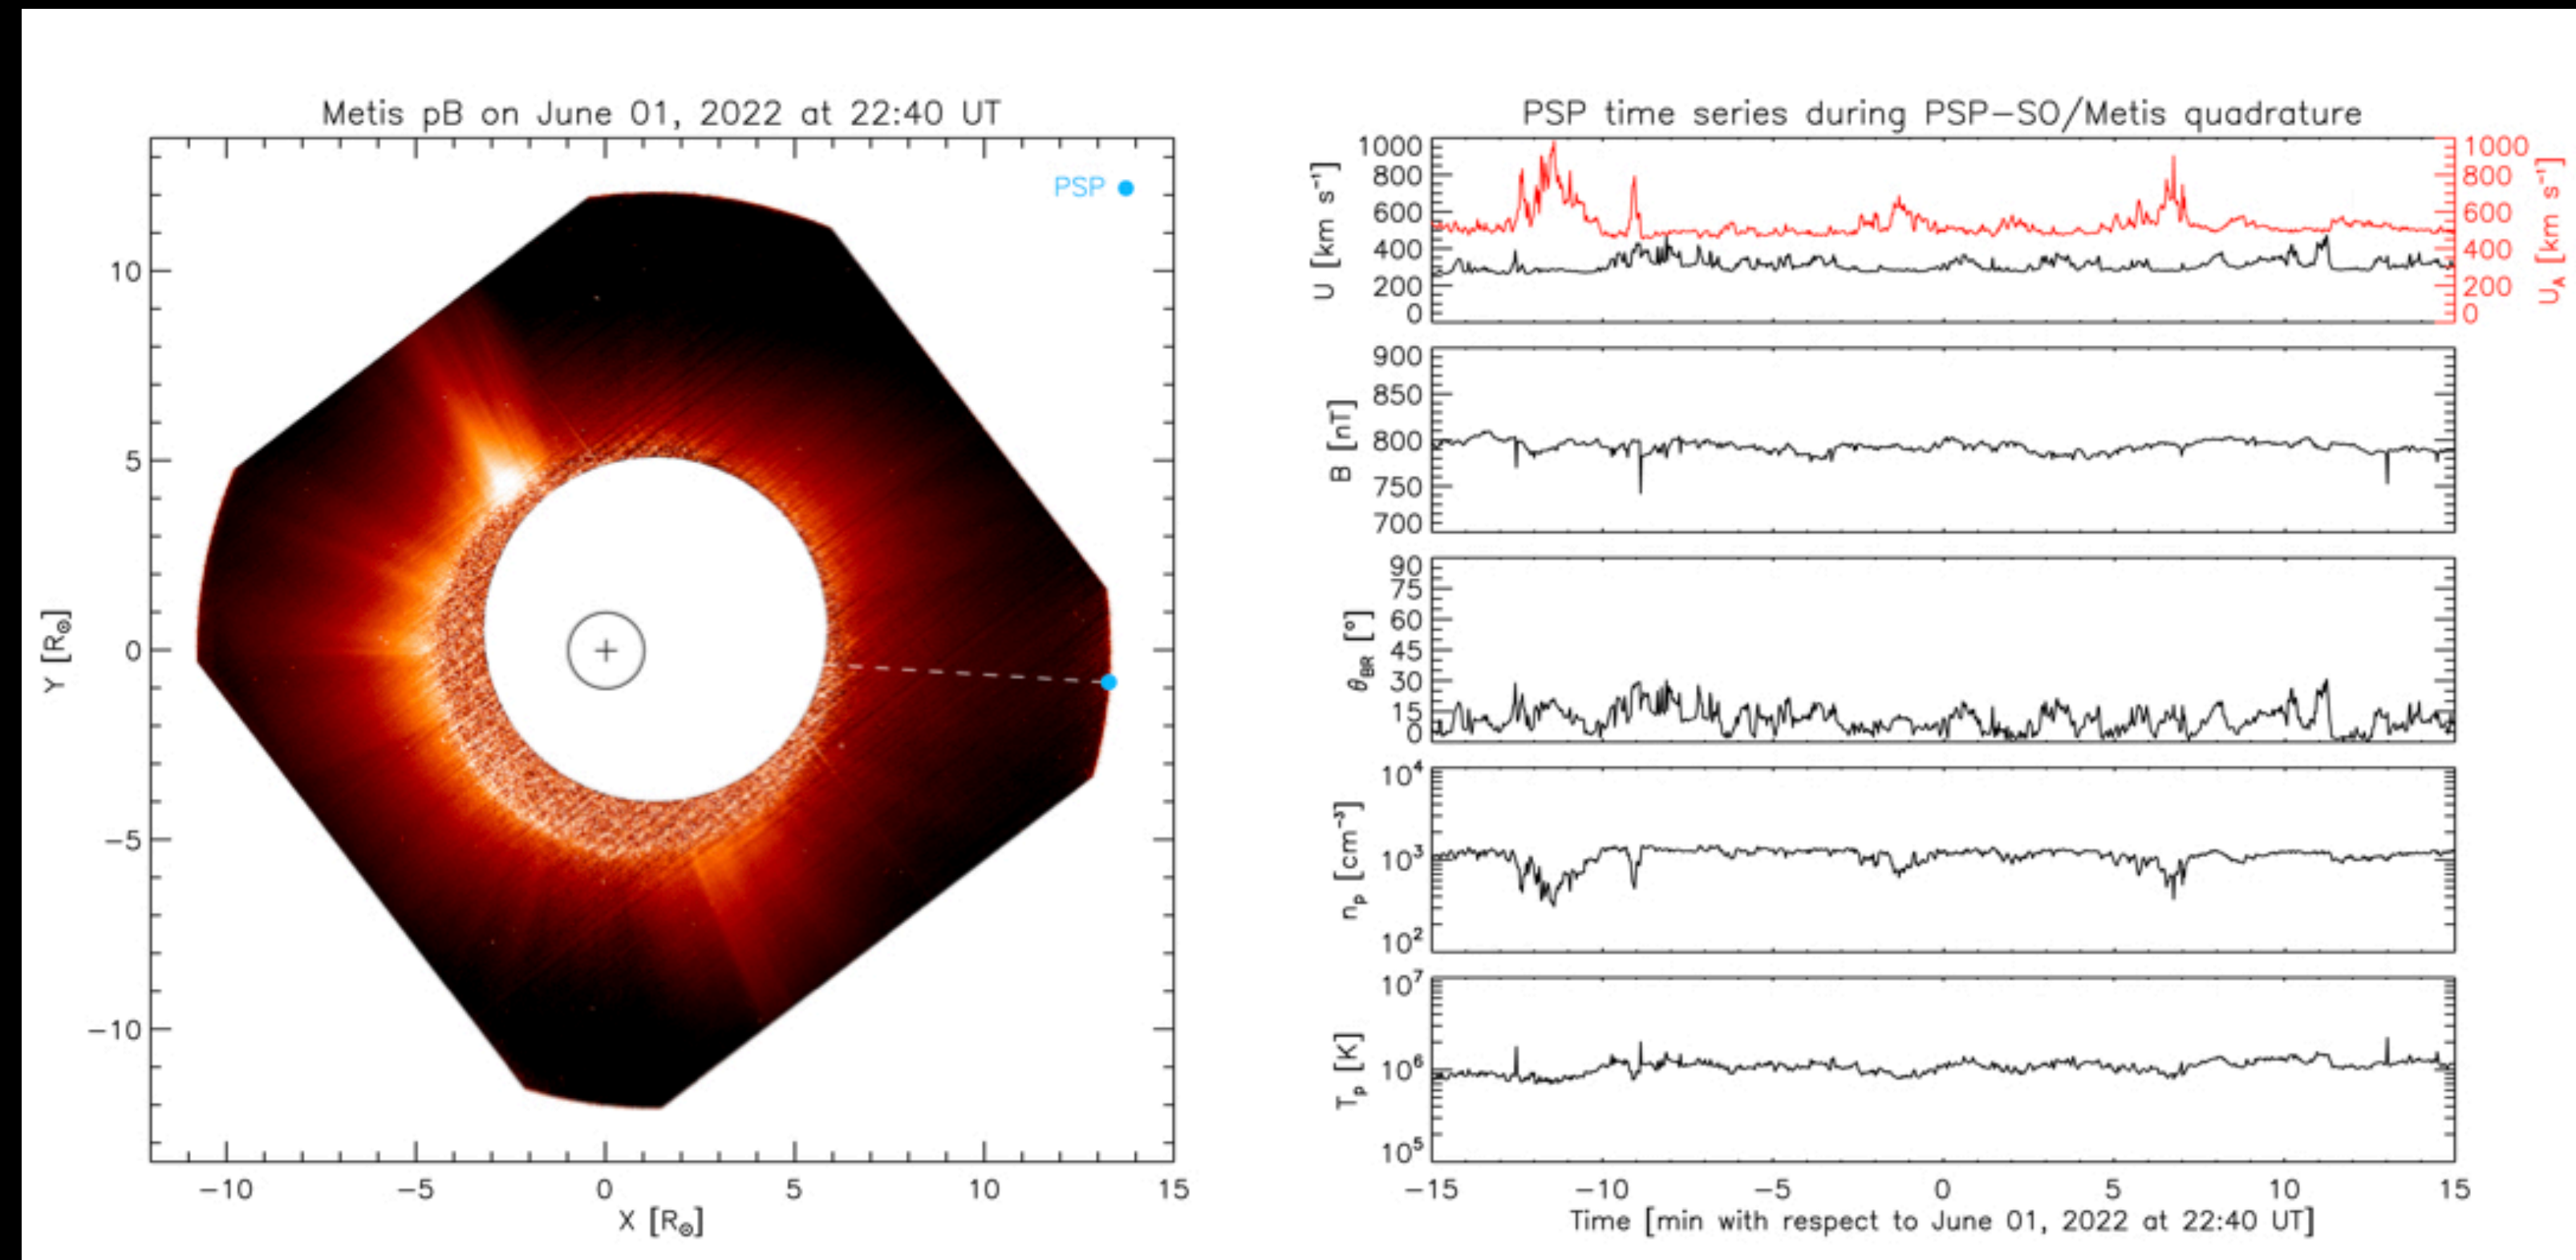 Metis pB on June 01, 2022 at 22:40 UT
PSP
10
5
0
−5
−10
Y [R⊙]
−10 −5 0 5 10 15
X [R⊙]
PSP time series during PSP−SO/Metis quadrature
1000
800
600
400
200
0
U [km s⁻¹]
1000
800
600
400
200
0
U_A [km s⁻¹]
900
850
800
750
700
B [nT]
90
75
60
45
30
15
0
θ_BR [°]
10⁴
10³
10²
n_p [cm⁻³]
10⁷
10⁶
10⁵
T_p [K]
−15 −10 −5 0 5 10 15
Time [min with respect to June 01, 2022 at 22:40 UT]